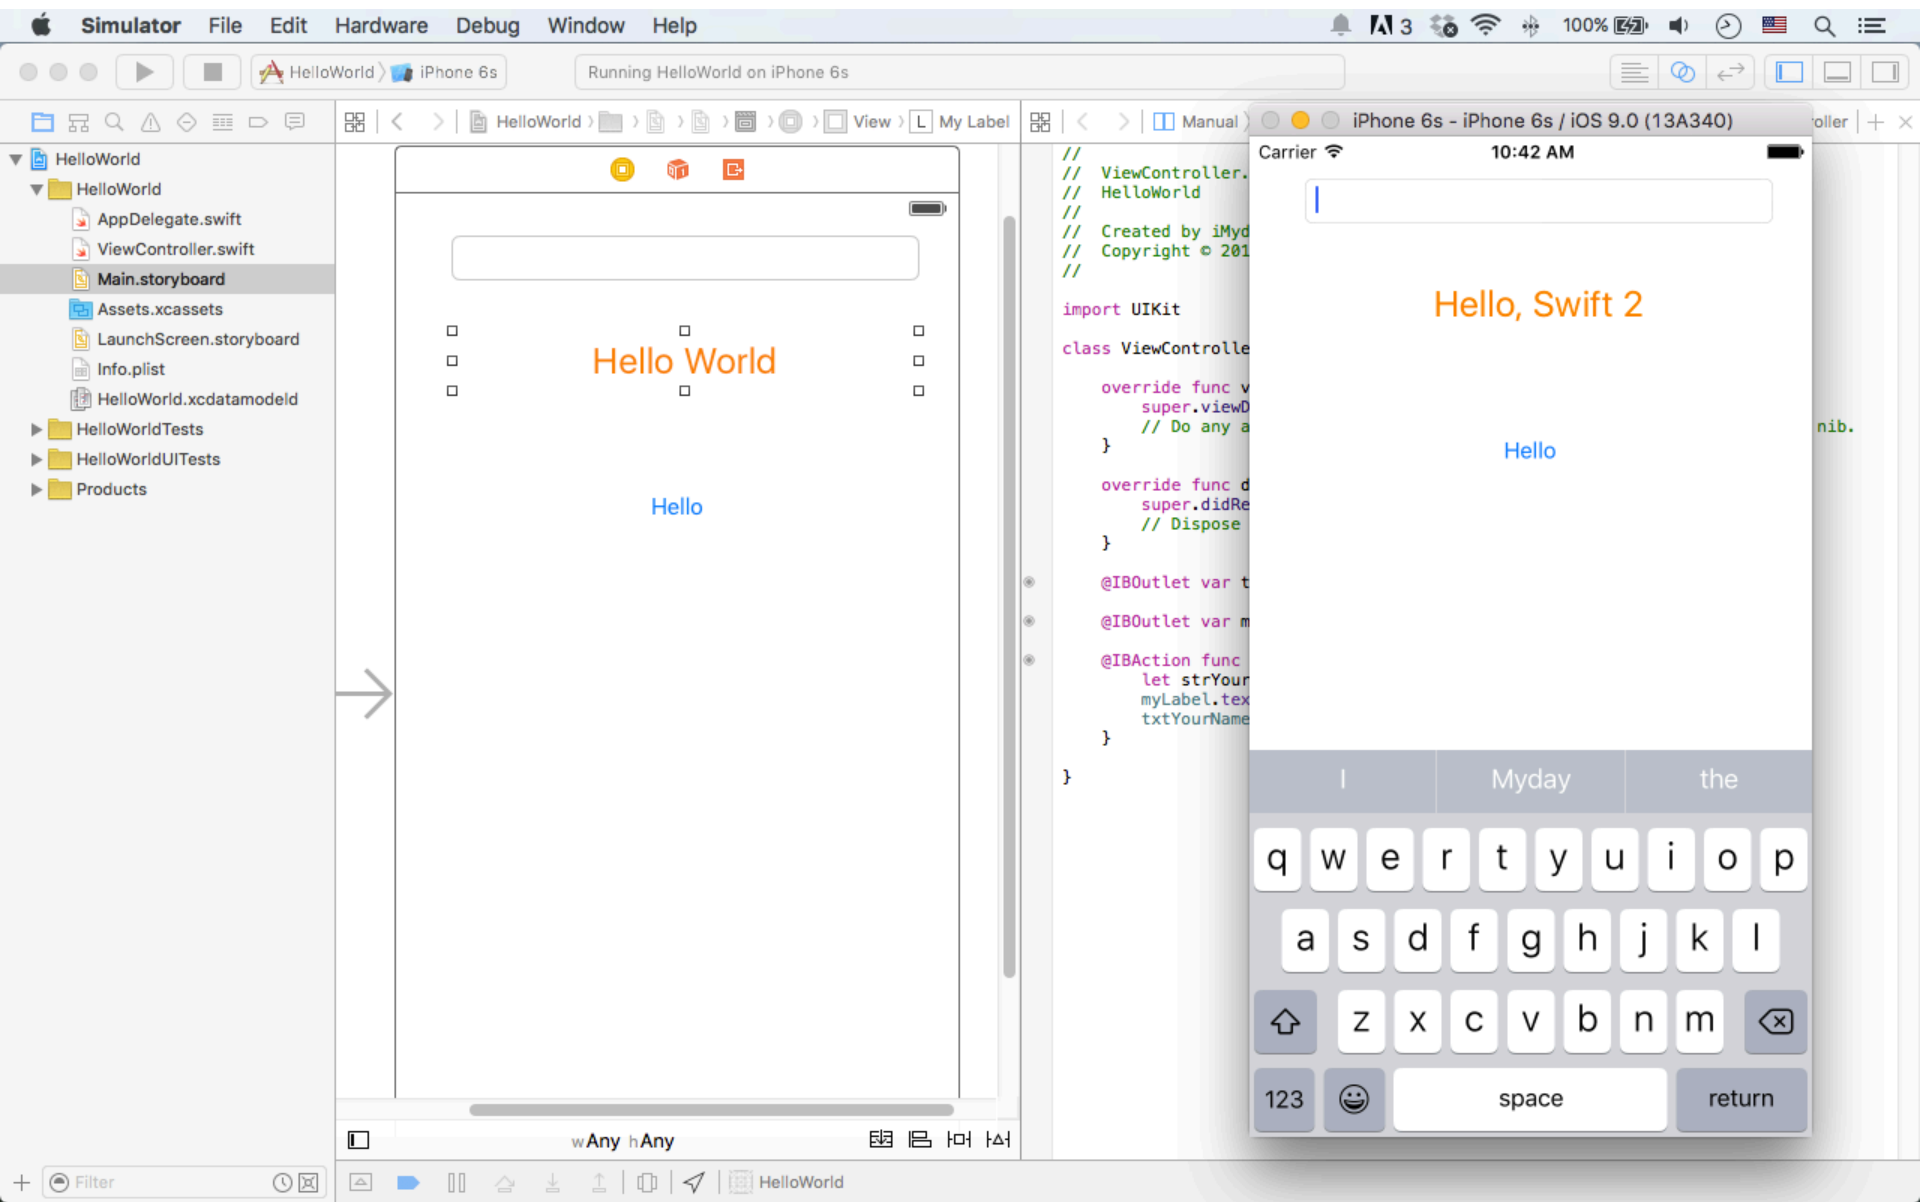 Simulator File Edit Hardware Debug Window Help 3 100%
HelloWorld iPhone 6s Running HelloWorld on iPhone 6s
HelloWorld View L My Label
Manual oller
HelloWorld
HelloWorld
AppDelegate.swift
ViewController.swift
Main.storyboard
Assets.xcassets
LaunchScreen.storyboard
Info.plist
HelloWorld.xcdatamodeld
HelloWorldTests
HelloWorldUITests
Products
Filter
Hello World
Hello
wAny hAny
HelloWorld
//
// ViewController.
// HelloWorld
//
// Created by iMyd
// Copyright © 201
//
import UIKit
class ViewControlle
override func v
super.viewD
// Do any a nib.
}
override func d
super.didRe
// Dispose
}
@IBOutlet var t
@IBOutlet var m
@IBAction func
let strYour
myLabel.tex
txtYourName
}
}
iPhone 6s - iPhone 6s / iOS 9.0 (13A340)
Carrier 10:42 AM
Hello, Swift 2
Hello
I Myday the
q w e r t y u i o p
a s d f g h j k l
z x c v b n m
123 space return